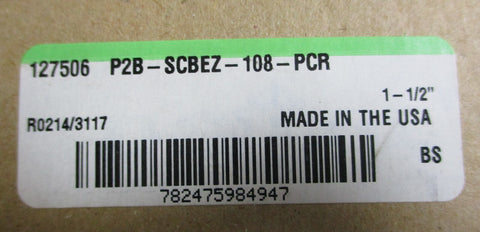 127506 P2B-SCBEZ-108-PCR
1-1/2"
R0214/3117 MADE IN THE USA
BS
782475984947